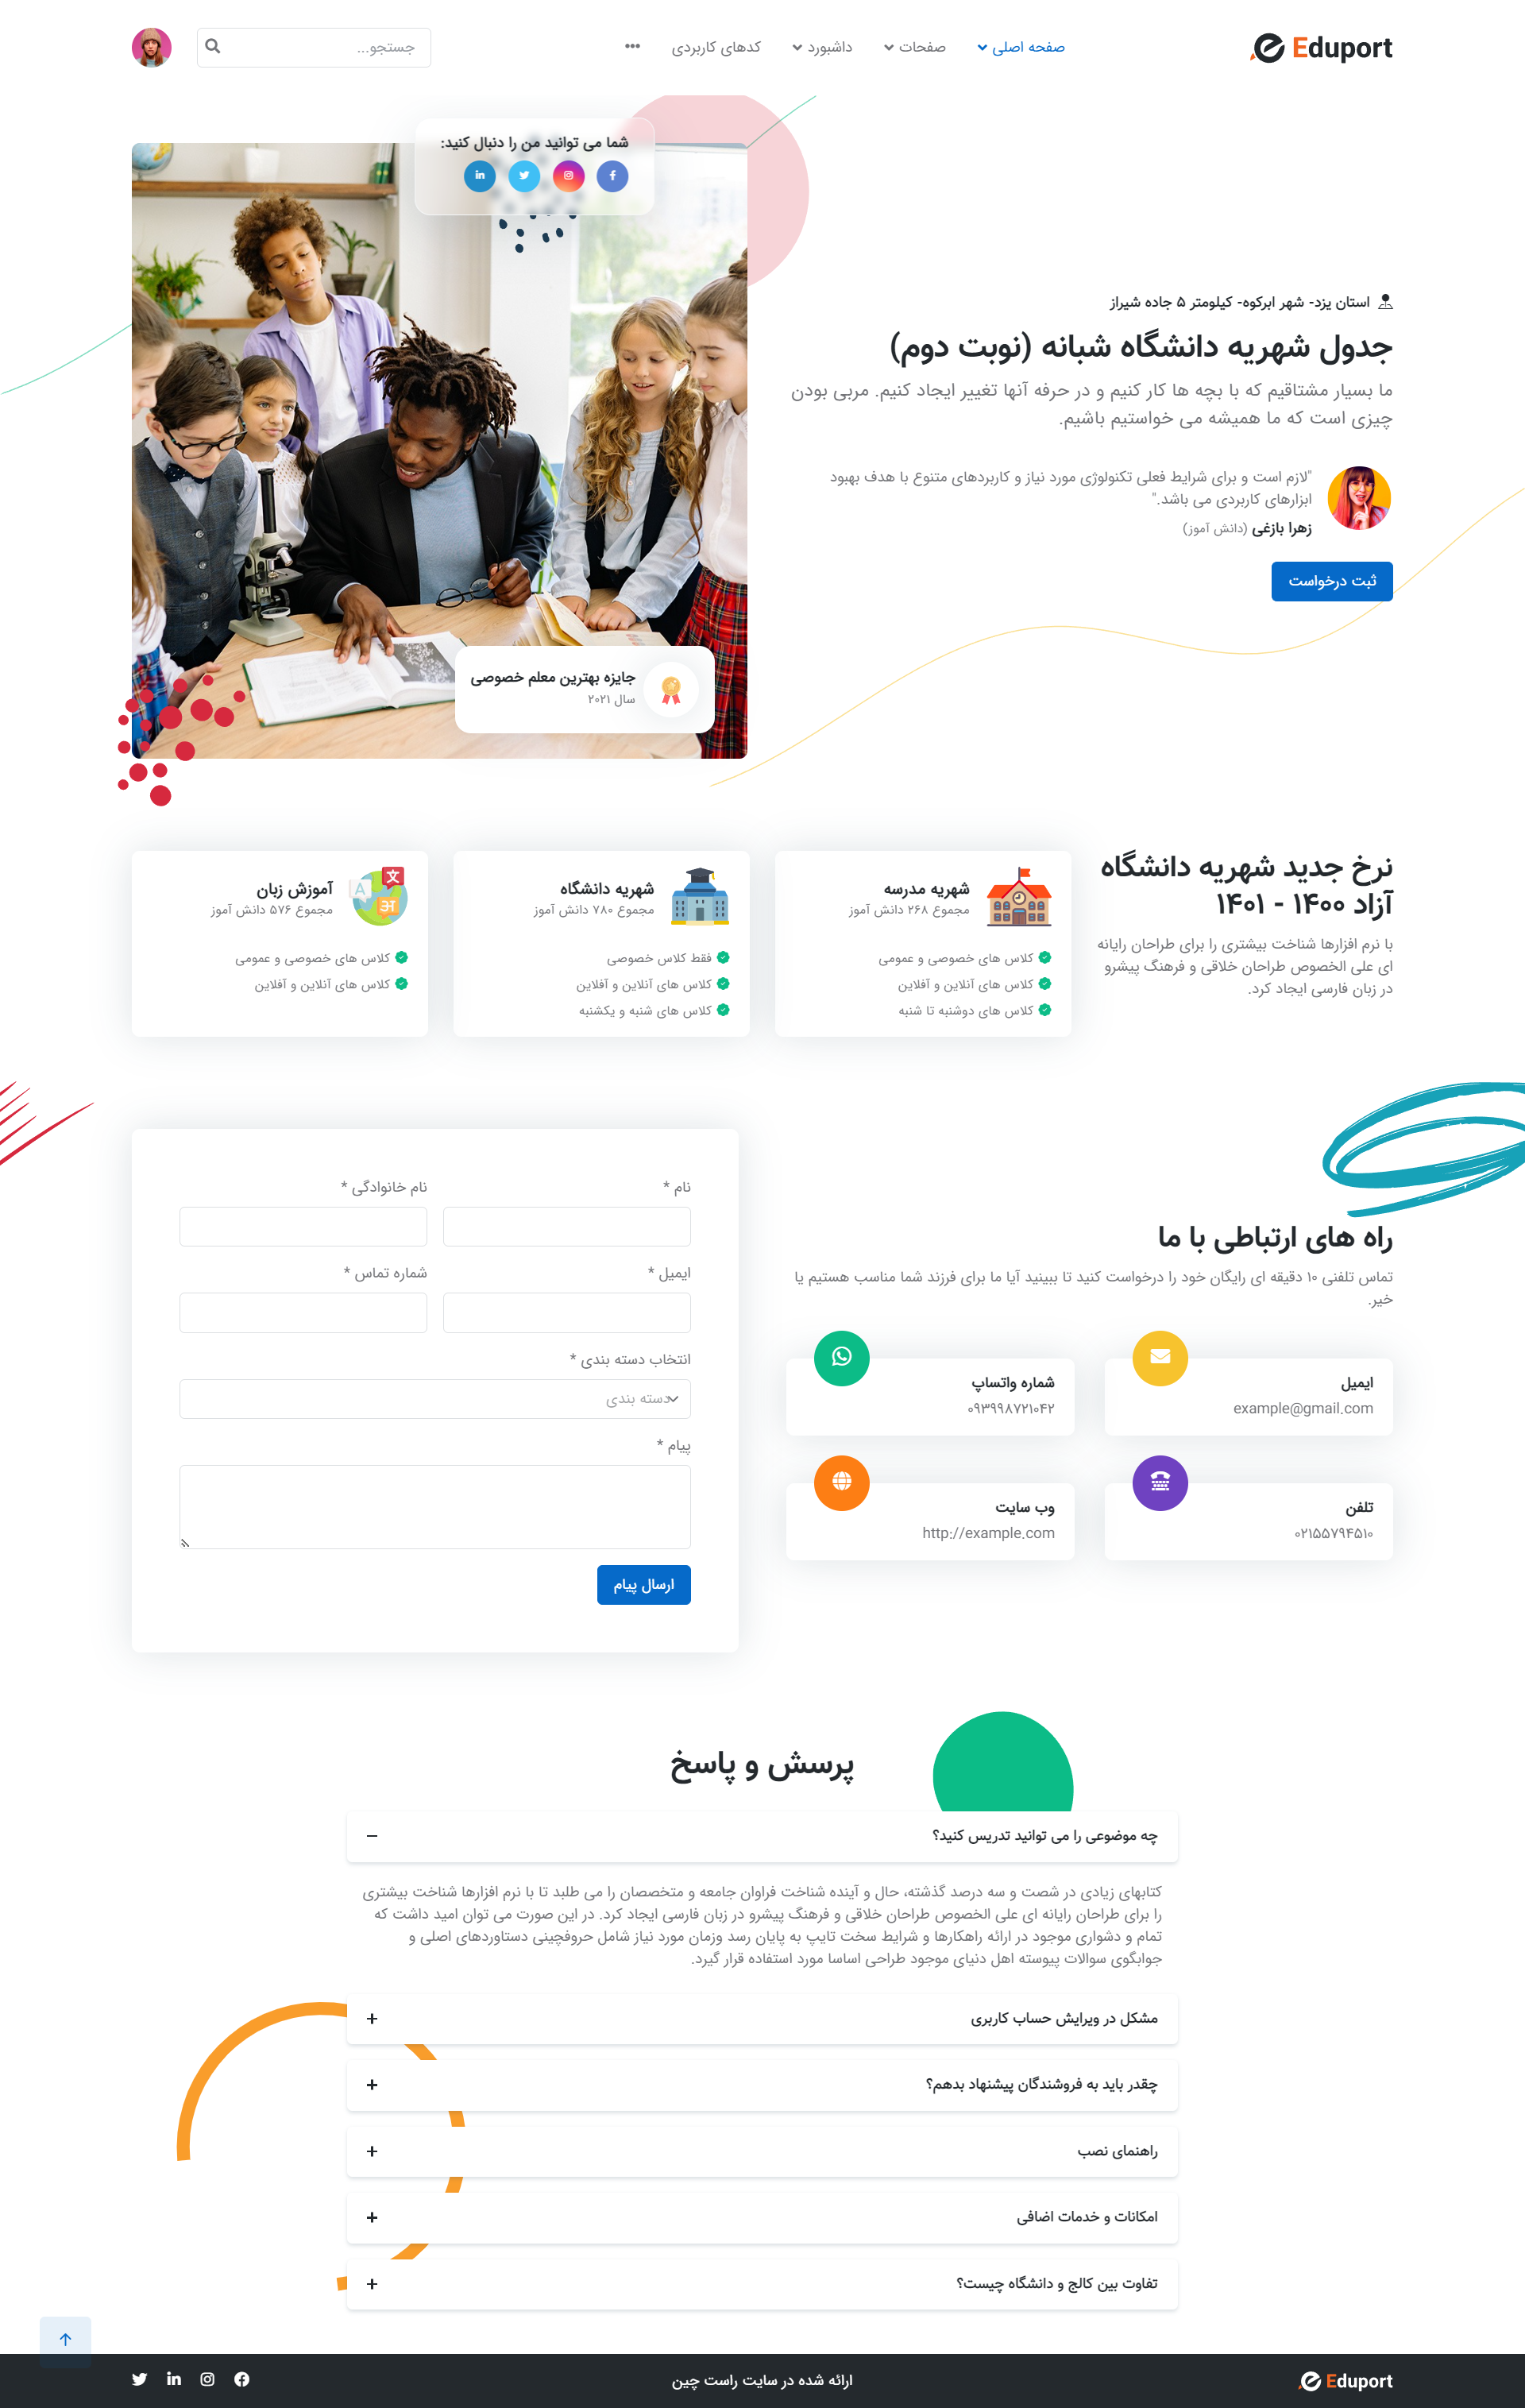 Eduport
صفحه اصلی
صفحات
داشبورد
کدهای کاربردی
جستجو...
شما می توانید من را دنبال کنید:
استان یزد- شهر ابرکوه- کیلومتر ۵ جاده شیراز
جدول شهریه دانشگاه شبانه (نوبت دوم)
ما بسیار مشتاقیم که با بچه ها کار کنیم و در حرفه آنها تغییر ایجاد کنیم. مربی بودن
چیزی است که ما همیشه می خواستیم باشیم.
"لازم است و برای شرایط فعلی تکنولوژی مورد نیاز و کاربردهای متنوع با هدف بهبود
ابزارهای کاربردی می باشد."
زهرا بازغی (دانش آموز)
ثبت درخواست
جایزه بهترین معلم خصوصی
سال ۲۰۲۱
نرخ جدید شهریه دانشگاه
آزاد ۱۴۰۰ - ۱۴۰۱
با نرم افزارها شناخت بیشتری را برای طراحان رایانه
ای علی الخصوص طراحان خلاقی و فرهنگ پیشرو
در زبان فارسی ایجاد کرد.
شهریه مدرسه
مجموع ۲۶۸ دانش آموز
کلاس های خصوصی و عمومی
کلاس های آنلاین و آفلاین
کلاس های دوشنبه تا شنبه
شهریه دانشگاه
مجموع ۷۸۰ دانش آموز
فقط کلاس خصوصی
کلاس های آنلاین و آفلاین
کلاس های شنبه و یکشنبه
آموزش زبان
مجموع ۵۷۶ دانش آموز
کلاس های خصوصی و عمومی
کلاس های آنلاین و آفلاین
راه های ارتباطی با ما
تماس تلفنی ۱۰ دقیقه ای رایگان خود را درخواست کنید تا ببینید آیا ما برای فرزند شما مناسب هستیم یا
خیر.
ایمیل
example@gmail.com
شماره واتساپ
۰۹۳۹۹۸۷۲۱۰۴۲
تلفن
۰۲۱۵۵۷۹۴۵۱۰
وب سایت
http://example.com
نام *
نام خانوادگی *
ایمیل *
شماره تماس *
انتخاب دسته بندی *
دسته بندی
پیام *
ارسال پیام
پرسش و پاسخ
چه موضوعی را می توانید تدریس کنید؟
کتابهای زیادی در شصت و سه درصد گذشته، حال و آینده شناخت فراوان جامعه و متخصصان را می طلبد تا با نرم افزارها شناخت بیشتری
را برای طراحان رایانه ای علی الخصوص طراحان خلاقی و فرهنگ پیشرو در زبان فارسی ایجاد کرد. در این صورت می توان امید داشت که
تمام و دشواری موجود در ارائه راهکارها و شرایط سخت تایپ به پایان رسد وزمان مورد نیاز شامل حروفچینی دستاوردهای اصلی و
جوابگوی سوالات پیوسته اهل دنیای موجود طراحی اساسا مورد استفاده قرار گیرد.
مشکل در ویرایش حساب کاربری
چقدر باید به فروشندگان پیشنهاد بدهم؟
راهنمای نصب
امکانات و خدمات اضافی
تفاوت بین کالج و دانشگاه چیست؟
Eduport
ارائه شده در سایت راست چین